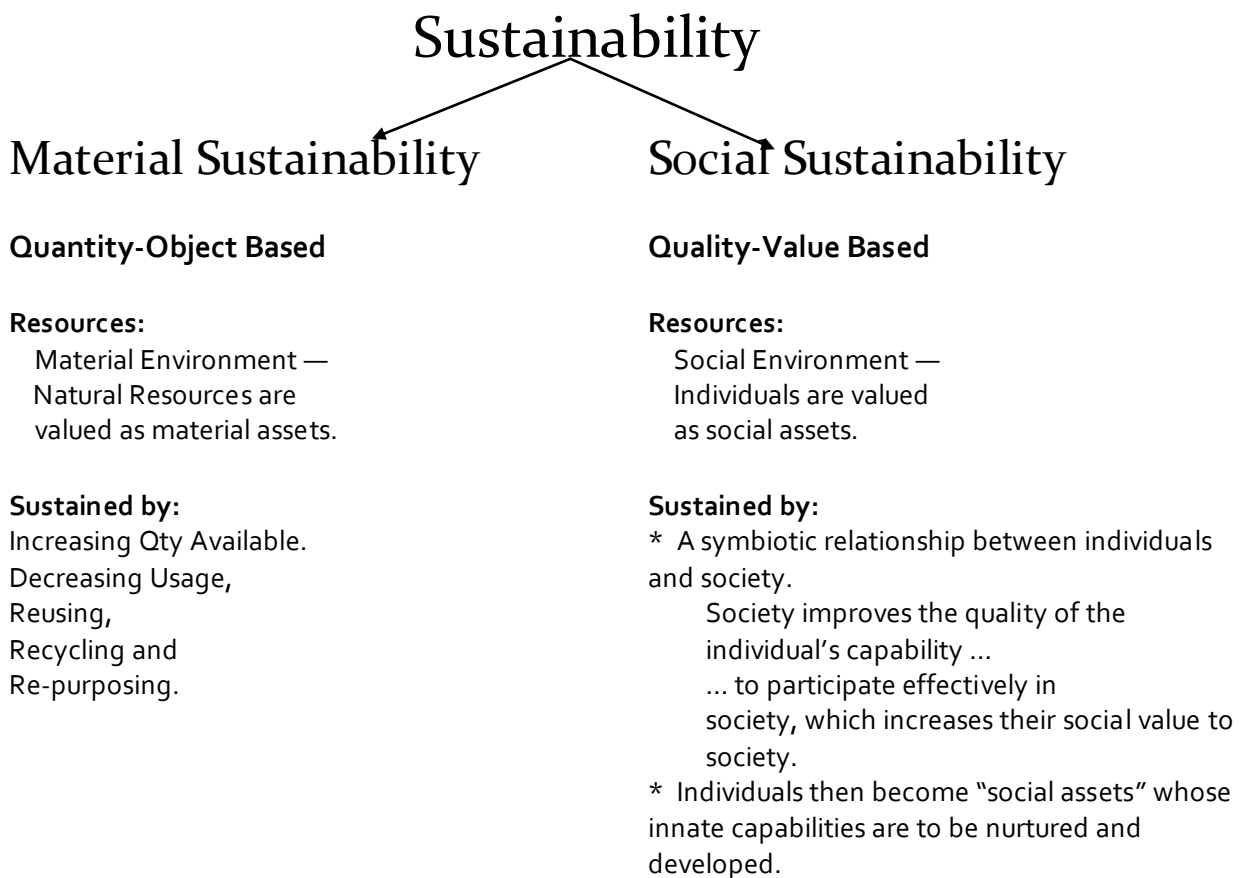 Sustainability
Material Sustainability
Quantity-Object Based
Resources:
Material Environment —
Natural Resources are
valued as material assets.
Sustained by:
Increasing Qty Available.
Decreasing Usage,
Reusing,
Recycling and
Re-purposing.
Social Sustainability
Quality-Value Based
Resources:
Social Environment —
Individuals are valued
as social assets.
Sustained by:
* A symbiotic relationship between individuals
and society.
Society improves the quality of the
individual’s capability ...
... to participate effectively in
society, which increases their social value to
society.
* Individuals then become “social assets” whose
innate capabilities are to be nurtured and
developed.